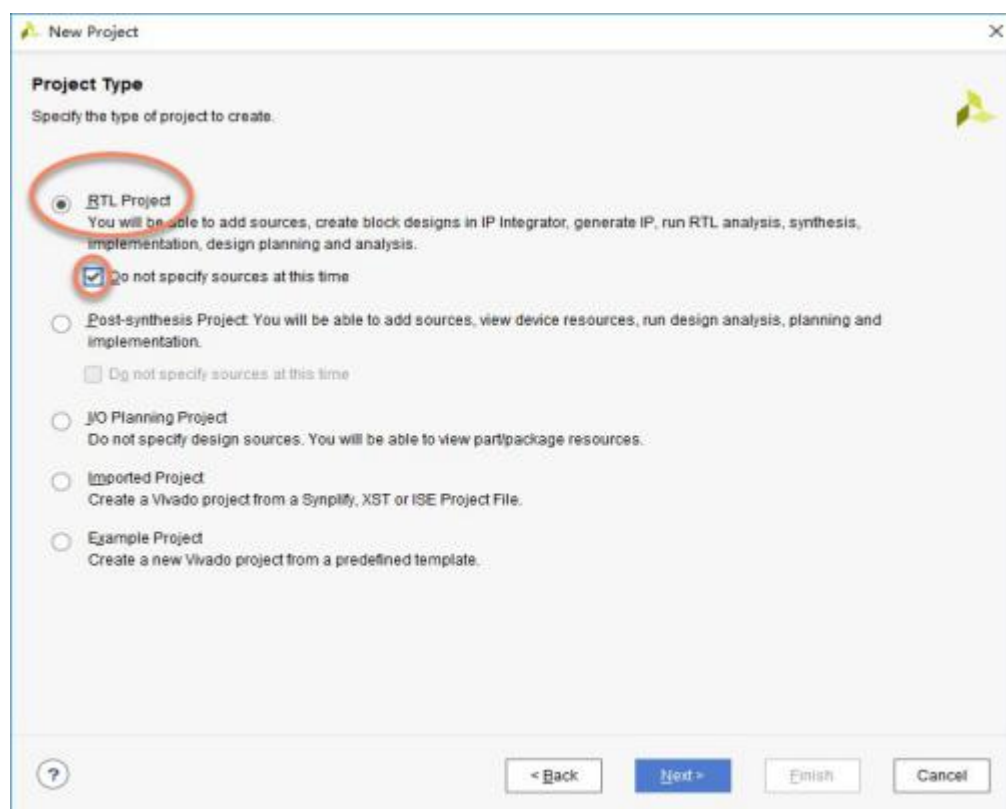 New Project
Project Type
Specify the type of project to create.
RTL Project
You will be able to add sources, create block designs in IP Integrator, generate IP, run RTL analysis, synthesis,
implementation, design planning and analysis.
Do not specify sources at this time
Post-synthesis Project: You will be able to add sources, view device resources, run design analysis, planning and
implementation.
Do not specify sources at this time
I/O Planning Project
Do not specify design sources. You will be able to view part/package resources.
Imported Project
Create a Vivado project from a Synplify, XST or ISE Project File.
Example Project
Create a new Vivado project from a predefined template.
?
< Back
Next >
Finish
Cancel